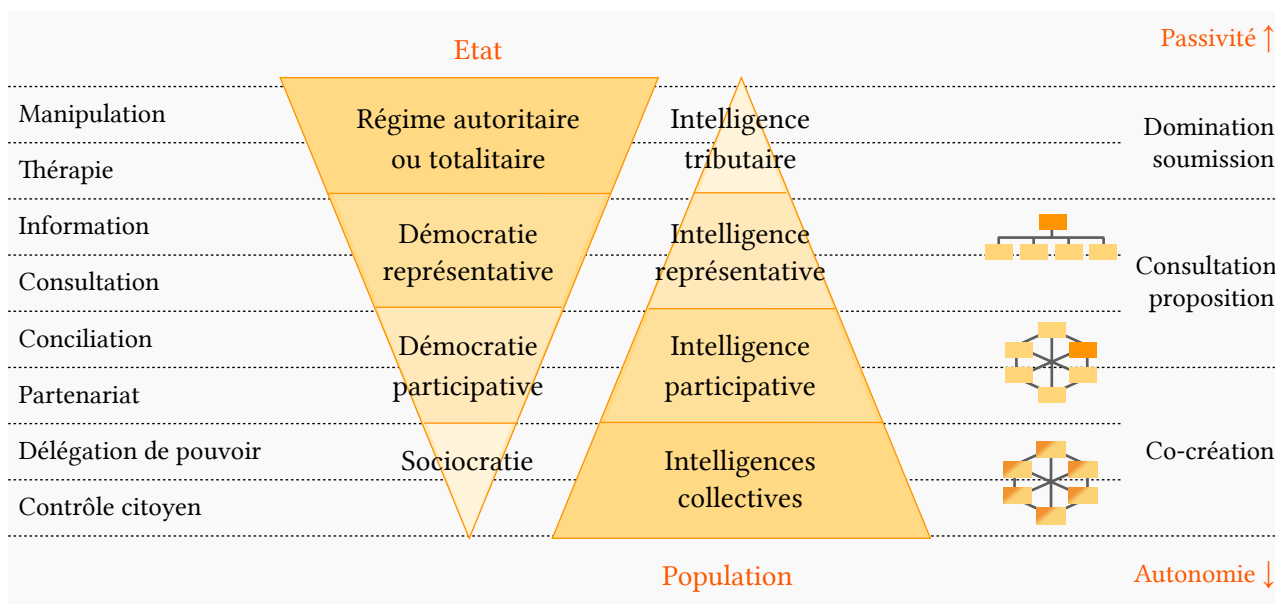 Etat
Passivité ↑
Manipulation
Thérapie
Information
Consultation
Conciliation
Partenariat
Délégation de pouvoir
Contrôle citoyen
Régime autoritaire
ou totalitaire
Démocratie
représentative
Démocratie
participative
Sociocratie
Intelligence
tributaire
Intelligence
représentative
Intelligence
participative
Intelligences
collectives
Domination
soumission
Consultation
proposition
Co-création
Population
Autonomie ↓